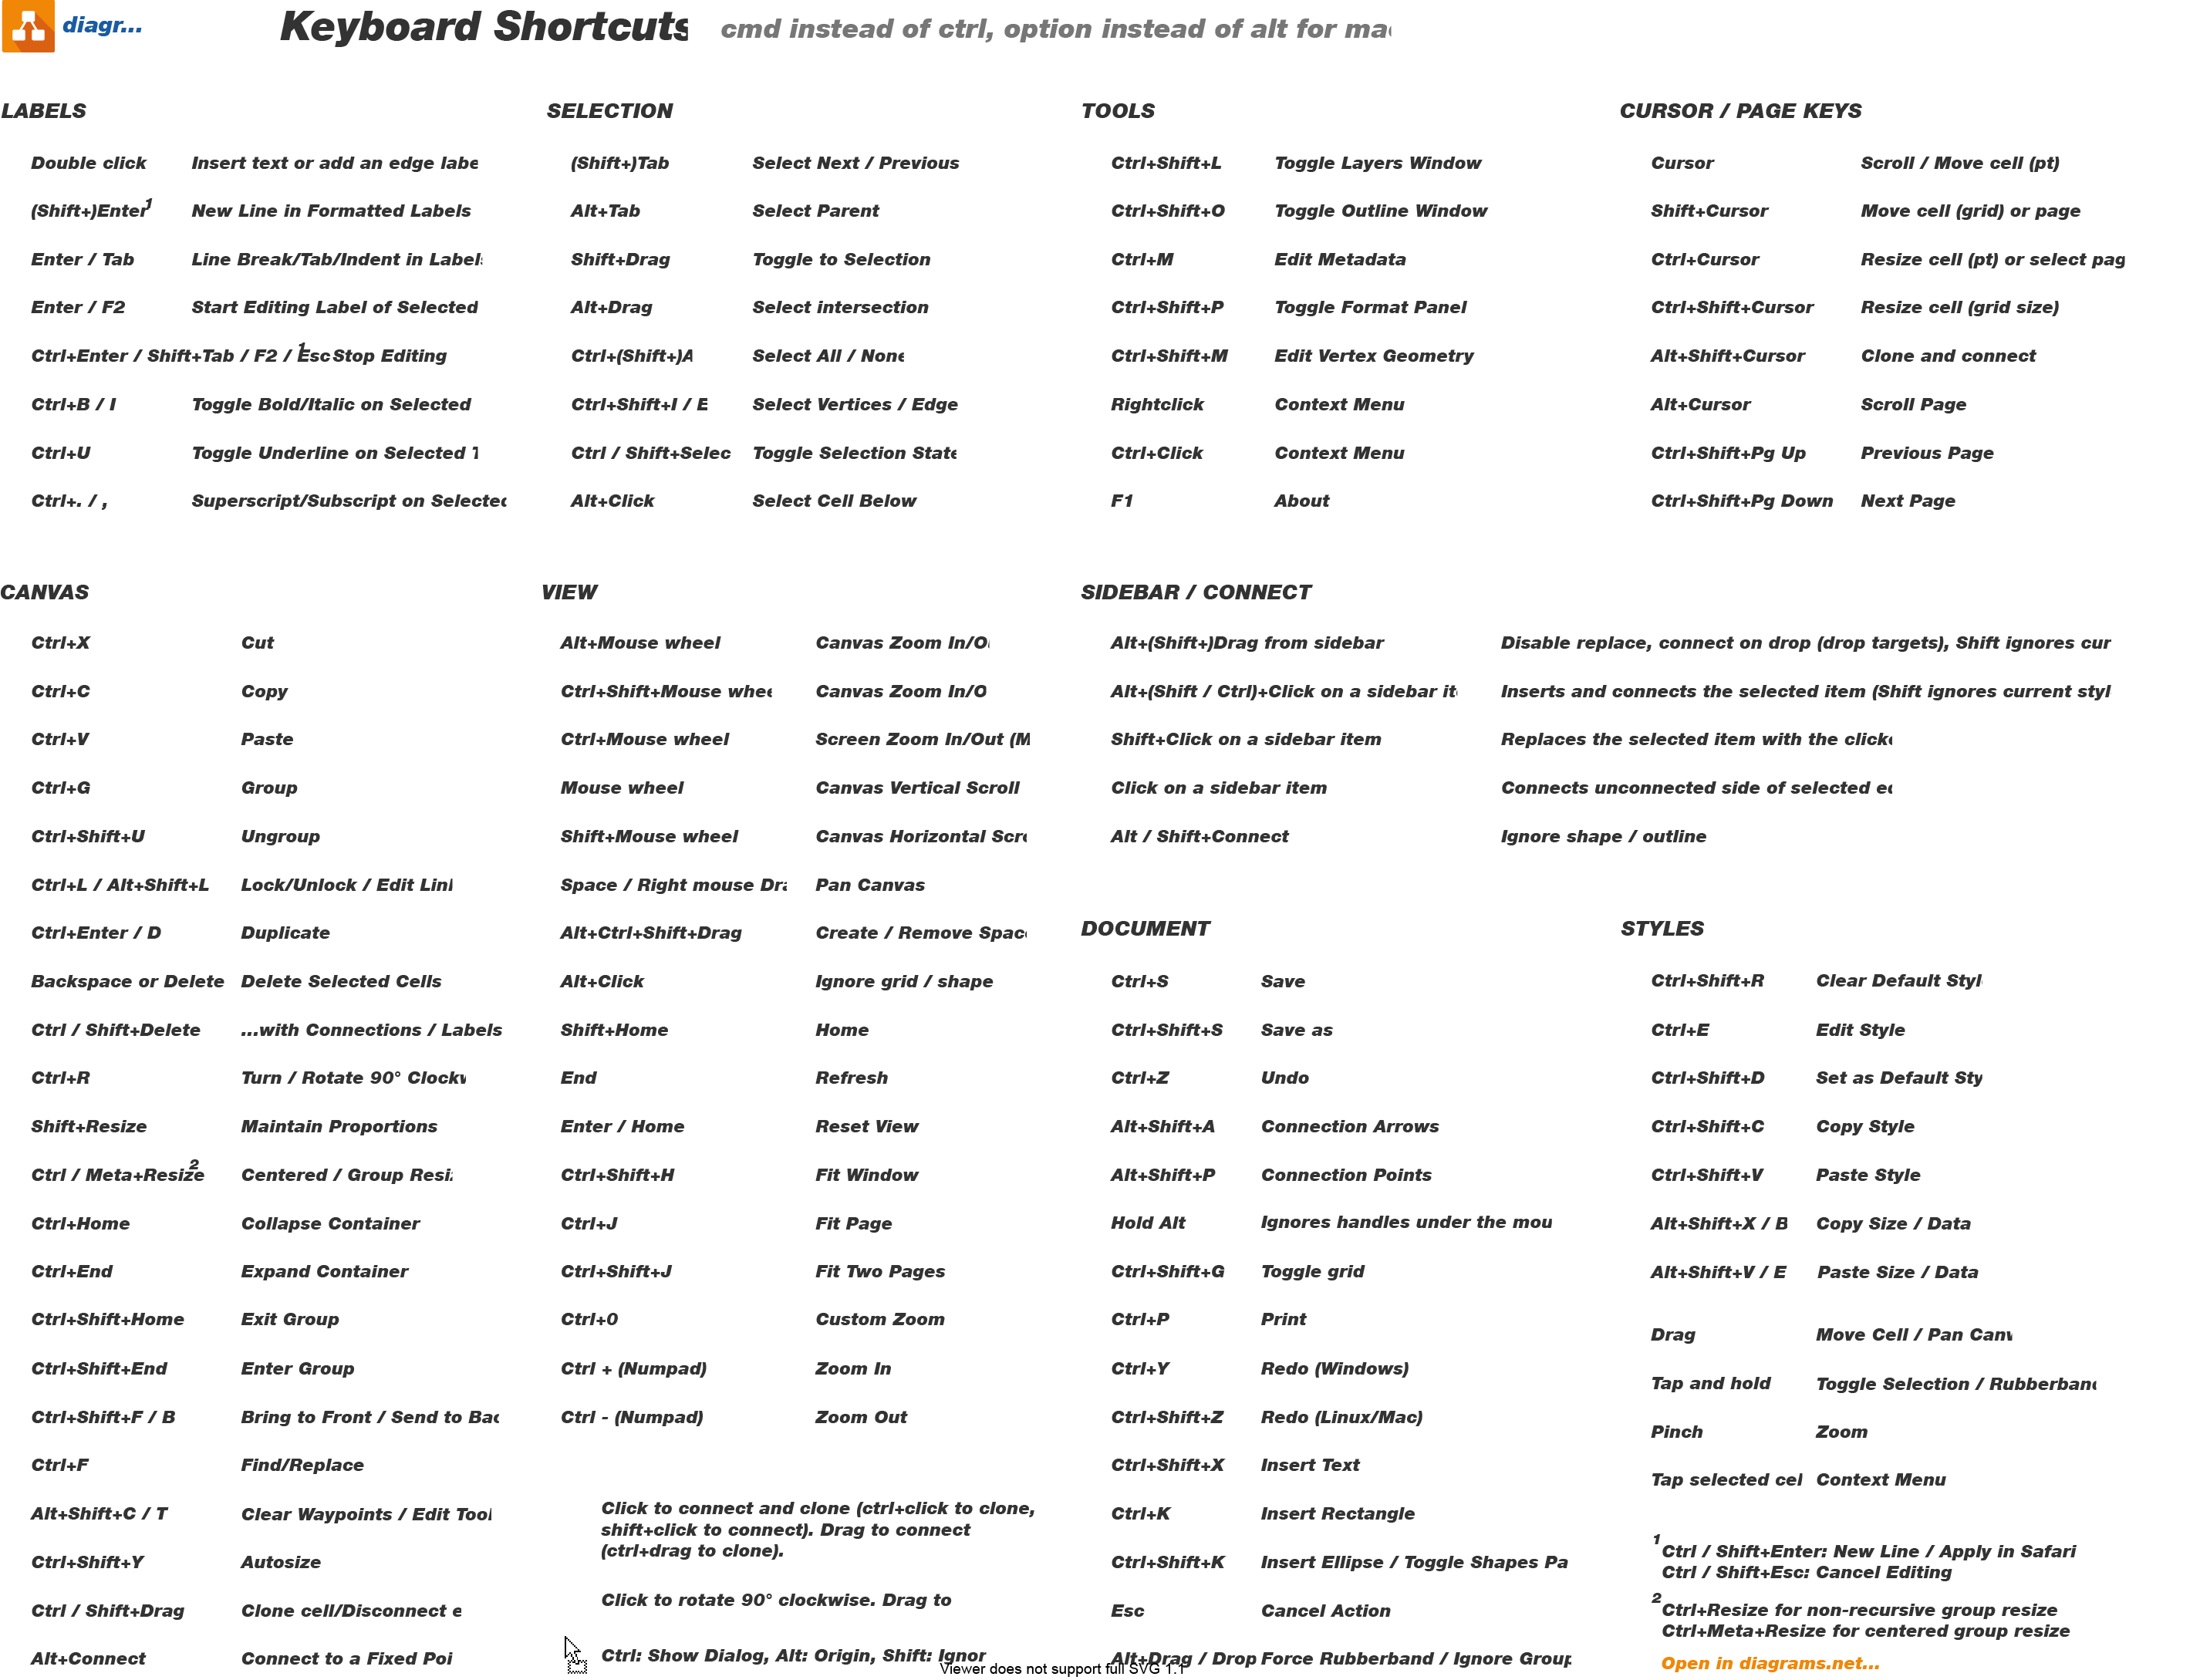 diagr...
Keyboard Shortcuts
cmd instead of ctrl, option instead of alt for
LABELS
Double click Insert text or add an edge
(Shift+)Enter 1 New Line in Formatted Labels
Enter / Tab Line Break/Tab/Indent in
Enter / F2 Start Editing Label of Selected
Ctrl+Enter / Shift+Tab / F2 / Esc 1 Stop Editing
Ctrl+B / I Toggle Bold/Italic on Selected
Ctrl+U Toggle Underline on Selected
Ctrl+. / , Superscript/Subscript on Selected
SELECTION
(Shift+)Tab Select Next / Previous
Alt+Tab Select Parent
Shift+Drag Toggle to Selection
Alt+Drag Select intersection
Ctrl+(Shift+)A Select All / None
Ctrl+Shift+I / E Select Vertices / Edge
Ctrl / Shift+Selec Toggle Selection State
Alt+Click Select Cell Below
TOOLS
Ctrl+Shift+L Toggle Layers Window
Ctrl+Shift+O Toggle Outline Window
Ctrl+M Edit Metadata
Ctrl+Shift+P Toggle Format Panel
Ctrl+Shift+M Edit Vertex Geometry
Rightclick Context Menu
Ctrl+Click Context Menu
F1 About
CURSOR / PAGE KEYS
Cursor Scroll / Move cell (pt)
Shift+Cursor Move cell (grid) or page
Ctrl+Cursor Resize cell (pt) or select pag
Ctrl+Shift+Cursor Resize cell (grid size)
Alt+Shift+Cursor Clone and connect
Alt+Cursor Scroll Page
Ctrl+Shift+Pg Up Previous Page
Ctrl+Shift+Pg Down Next Page
CANVAS
Ctrl+X Cut
Ctrl+C Copy
Ctrl+V Paste
Ctrl+G Group
Ctrl+Shift+U Ungroup
Ctrl+L / Alt+Shift+L Lock/Unlock / Edit
Ctrl+Enter / D Duplicate
Backspace or Delete Delete Selected Cells
Ctrl / Shift+Delete ...with Connections / Labels
Ctrl+R Turn / Rotate 90°
Shift+Resize Maintain Proportions
Ctrl / Meta+Resize 2 Centered / Group
Ctrl+Home Collapse Container
Ctrl+End Expand Container
Ctrl+Shift+Home Exit Group
Ctrl+Shift+End Enter Group
Ctrl+Shift+F / B Bring to Front / Send to
Ctrl+F Find/Replace
Alt+Shift+C / T Clear Waypoints / Edit
Ctrl+Shift+Y Autosize
Ctrl / Shift+Drag Clone cell/Disconnect e
Alt+Connect Connect to a Fixed Poi
VIEW
Alt+Mouse wheel Canvas Zoom
Ctrl+Shift+Mouse Canvas Zoom In/O
Ctrl+Mouse wheel Screen Zoom In/Out (M
Mouse wheel Canvas Vertical Scroll
Shift+Mouse wheel Canvas Horizontal
Space / Right mouse Pan Canvas
Alt+Ctrl+Shift+Drag Create / Remove
Alt+Click Ignore grid / shape
Shift+Home Home
End Refresh
Enter / Home Reset View
Ctrl+Shift+H Fit Window
Ctrl+J Fit Page
Ctrl+Shift+J Fit Two Pages
Ctrl+0 Custom Zoom
Ctrl + (Numpad) Zoom In
Ctrl - (Numpad) Zoom Out
Click to connect and clone (ctrl+click to clone,
shift+click to connect). Drag to connect
(ctrl+drag to clone).
Click to rotate 90° clockwise. Drag to
Ctrl: Show Dialog, Alt: Origin, Shift: Ignor
SIDEBAR / CONNECT
Alt+(Shift+)Drag from sidebar Disable replace, connect on drop (drop targets), Shift ignores cur
Alt+(Shift / Ctrl)+Click on a sidebar Inserts and connects the selected item (Shift ignores current styl
Shift+Click on a sidebar item Replaces the selected item with the
Click on a sidebar item Connects unconnected side of selected
Alt / Shift+Connect Ignore shape / outline
DOCUMENT
Ctrl+S Save
Ctrl+Shift+S Save as
Ctrl+Z Undo
Alt+Shift+A Connection Arrows
Alt+Shift+P Connection Points
Hold Alt Ignores handles under the mou
Ctrl+Shift+G Toggle grid
Ctrl+P Print
Ctrl+Y Redo (Windows)
Ctrl+Shift+Z Redo (Linux/Mac)
Ctrl+Shift+X Insert Text
Ctrl+K Insert Rectangle
Ctrl+Shift+K Insert Ellipse / Toggle Shapes Pa
Esc Cancel Action
Alt+Drag / Drop Force Rubberband / Ignore Group
STYLES
Ctrl+Shift+R Clear Default Styl
Ctrl+E Edit Style
Ctrl+Shift+D Set as Default Sty
Ctrl+Shift+C Copy Style
Ctrl+Shift+V Paste Style
Alt+Shift+X / B Copy Size / Data
Alt+Shift+V / E Paste Size / Data
Drag Move Cell / Pan
Tap and hold Toggle Selection /
Pinch Zoom
Tap selected cel Context Menu
1 Ctrl / Shift+Enter: New Line / Apply in Safari
Ctrl / Shift+Esc: Cancel Editing
2 Ctrl+Resize for non-recursive group resize
Ctrl+Meta+Resize for centered group resize
Open in diagrams.net...
Viewer does not support full SVG 1.1